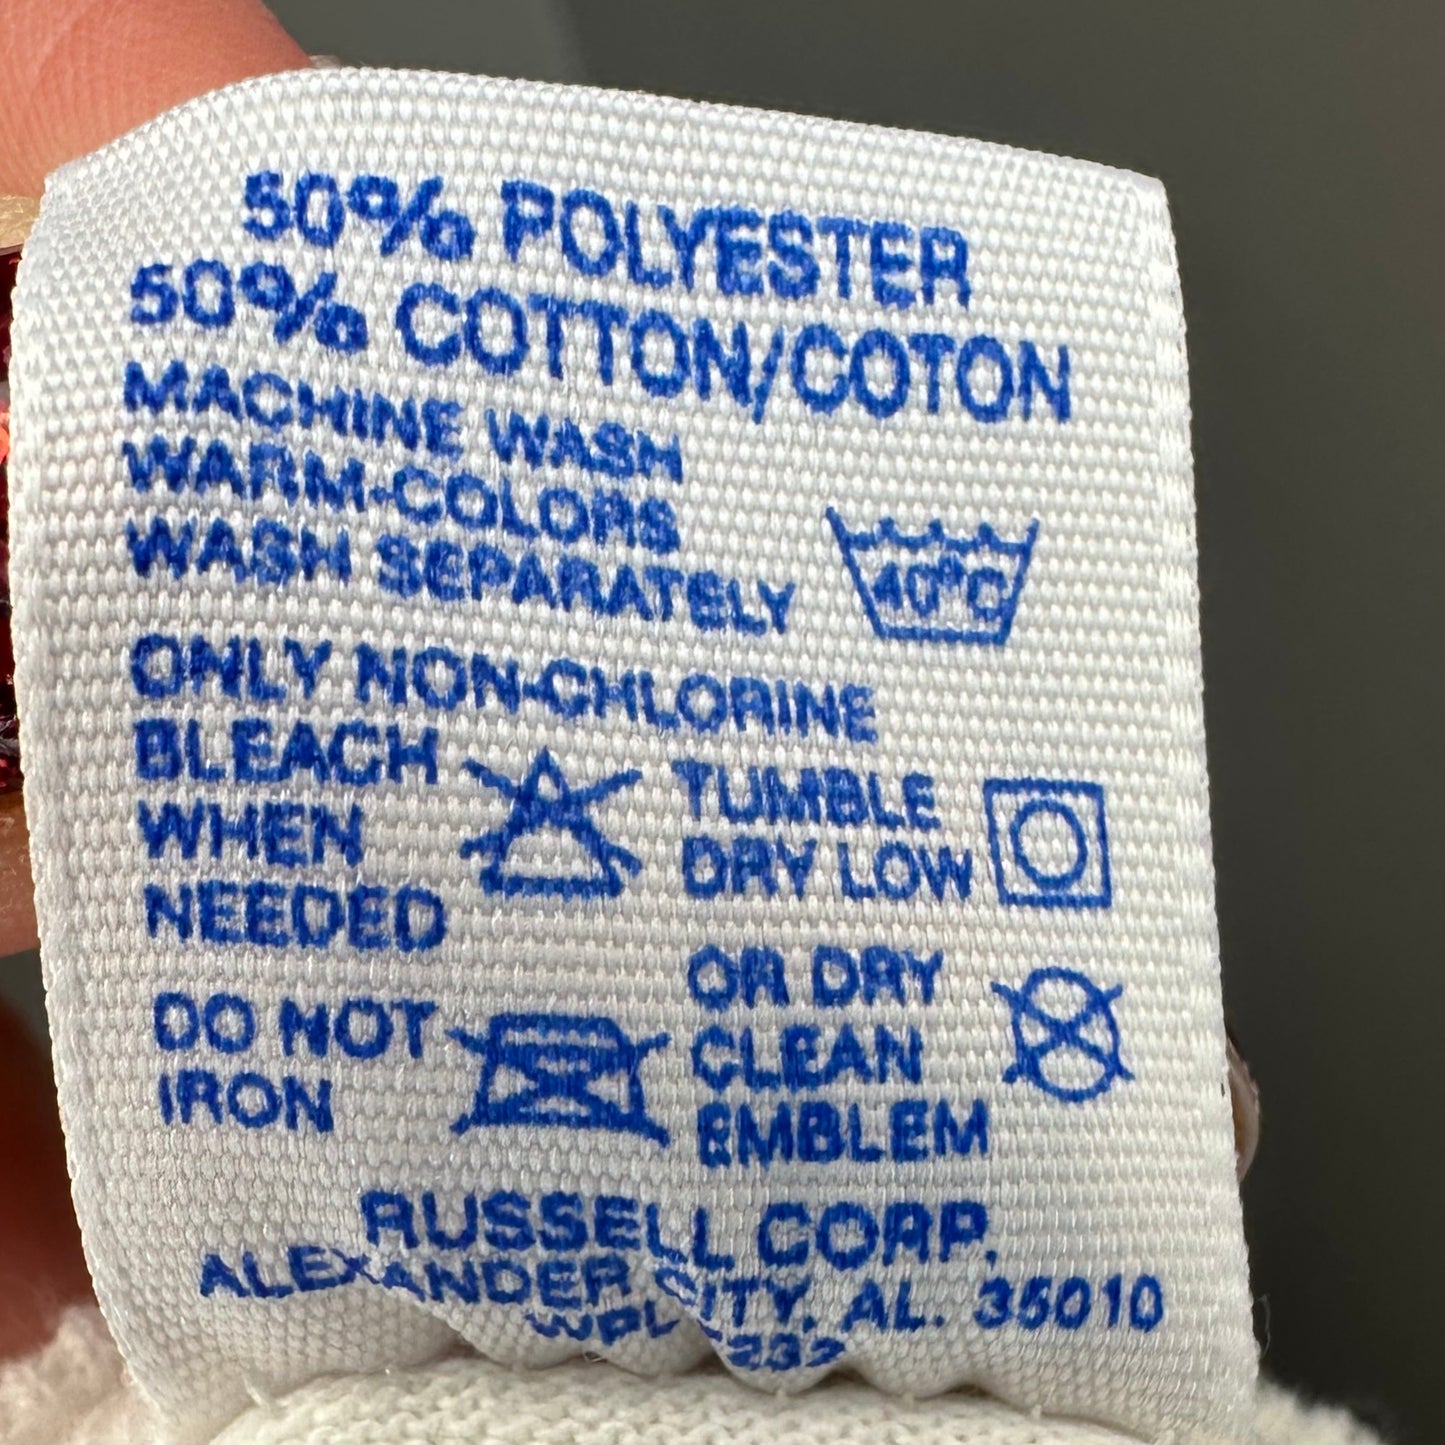 50% POLYESTER
50% COTTON/COTON
MACHINE WASH
WARM-COLORS
WASH SEPARATELY
40°C
ONLY NON-CHLORINE
BLEACH
WHEN
NEEDED
TUMBLE
DRY LOW
DO NOT
IRON
OR DRY
CLEAN
EMBLEM
RUSSELL CORP.
ALEXANDER CITY, AL. 35010
WPL